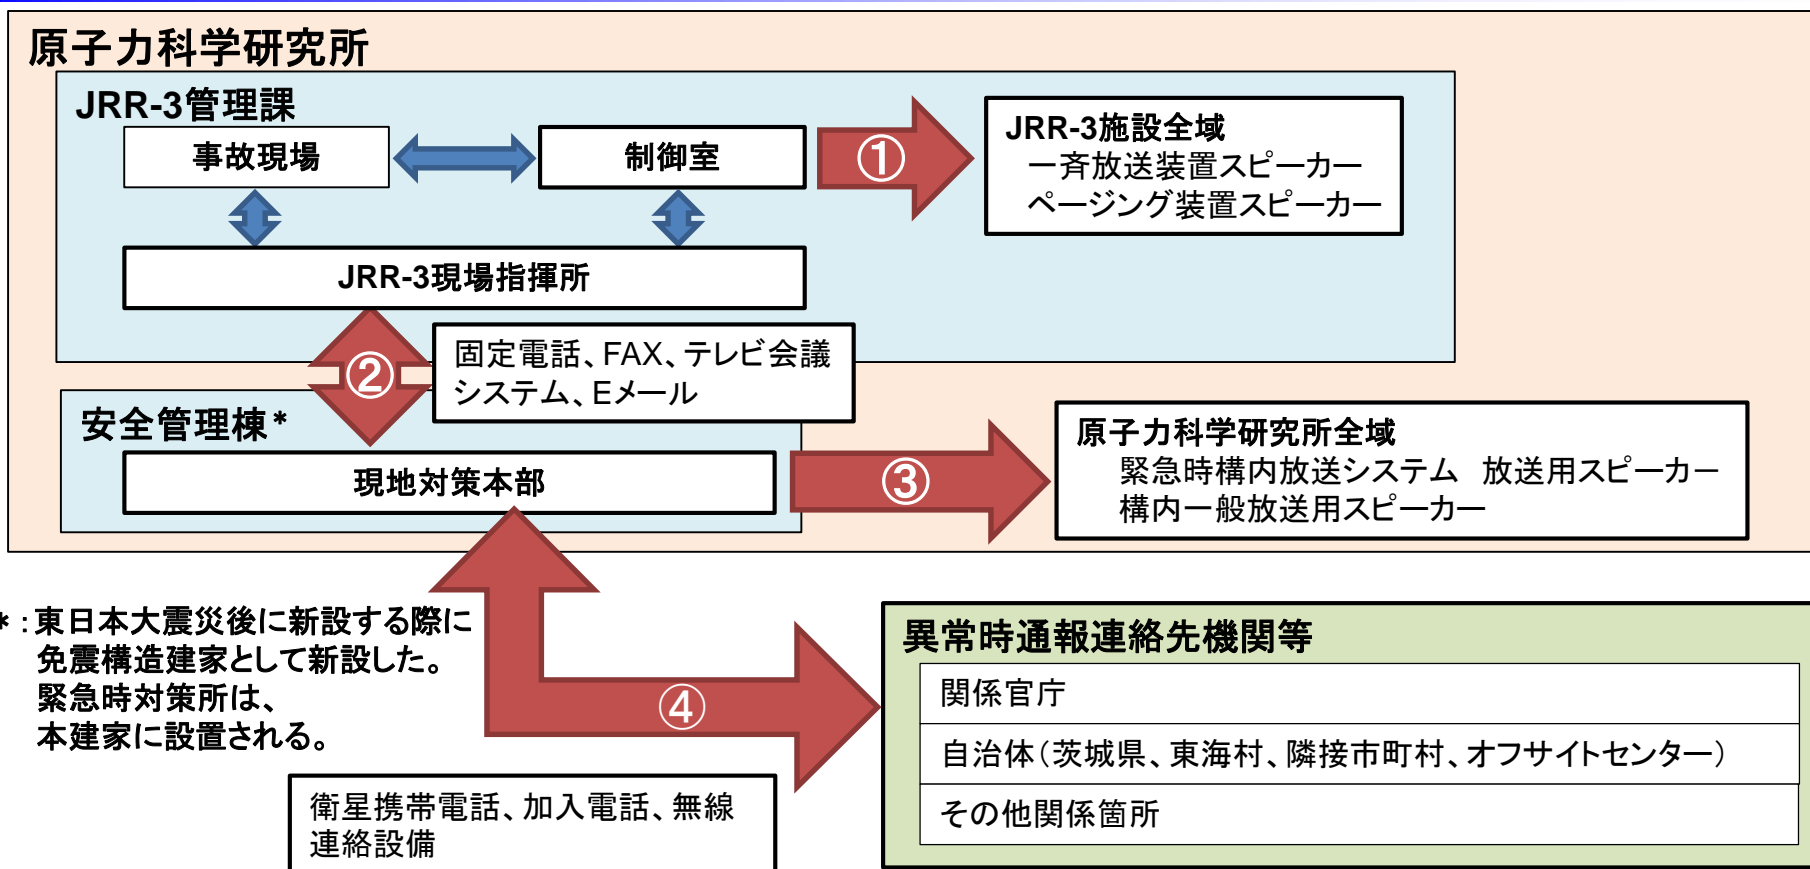 原子力科学研究所
JRR-3管理課
事故現場
制御室
①
JRR-3施設全域
一斉放送装置スピーカー
ページング装置スピーカー
JRR-3現場指揮所
②
固定電話、FAX、テレビ会議
システム、Eメール
安全管理棟*
現地対策本部
③
原子力科学研究所全域
緊急時構内放送システム 放送用スピーカー
構内一般放送用スピーカー
*:東日本大震災後に新設する際に
免震構造建家として新設した。
緊急時対策所は、
本建家に設置される。
④
衛星携帯電話、加入電話、無線
連絡設備
異常時通報連絡先機関等
関係官庁
自治体(茨城県、東海村、隣接市町村、オフサイトセンター)
その他関係箇所